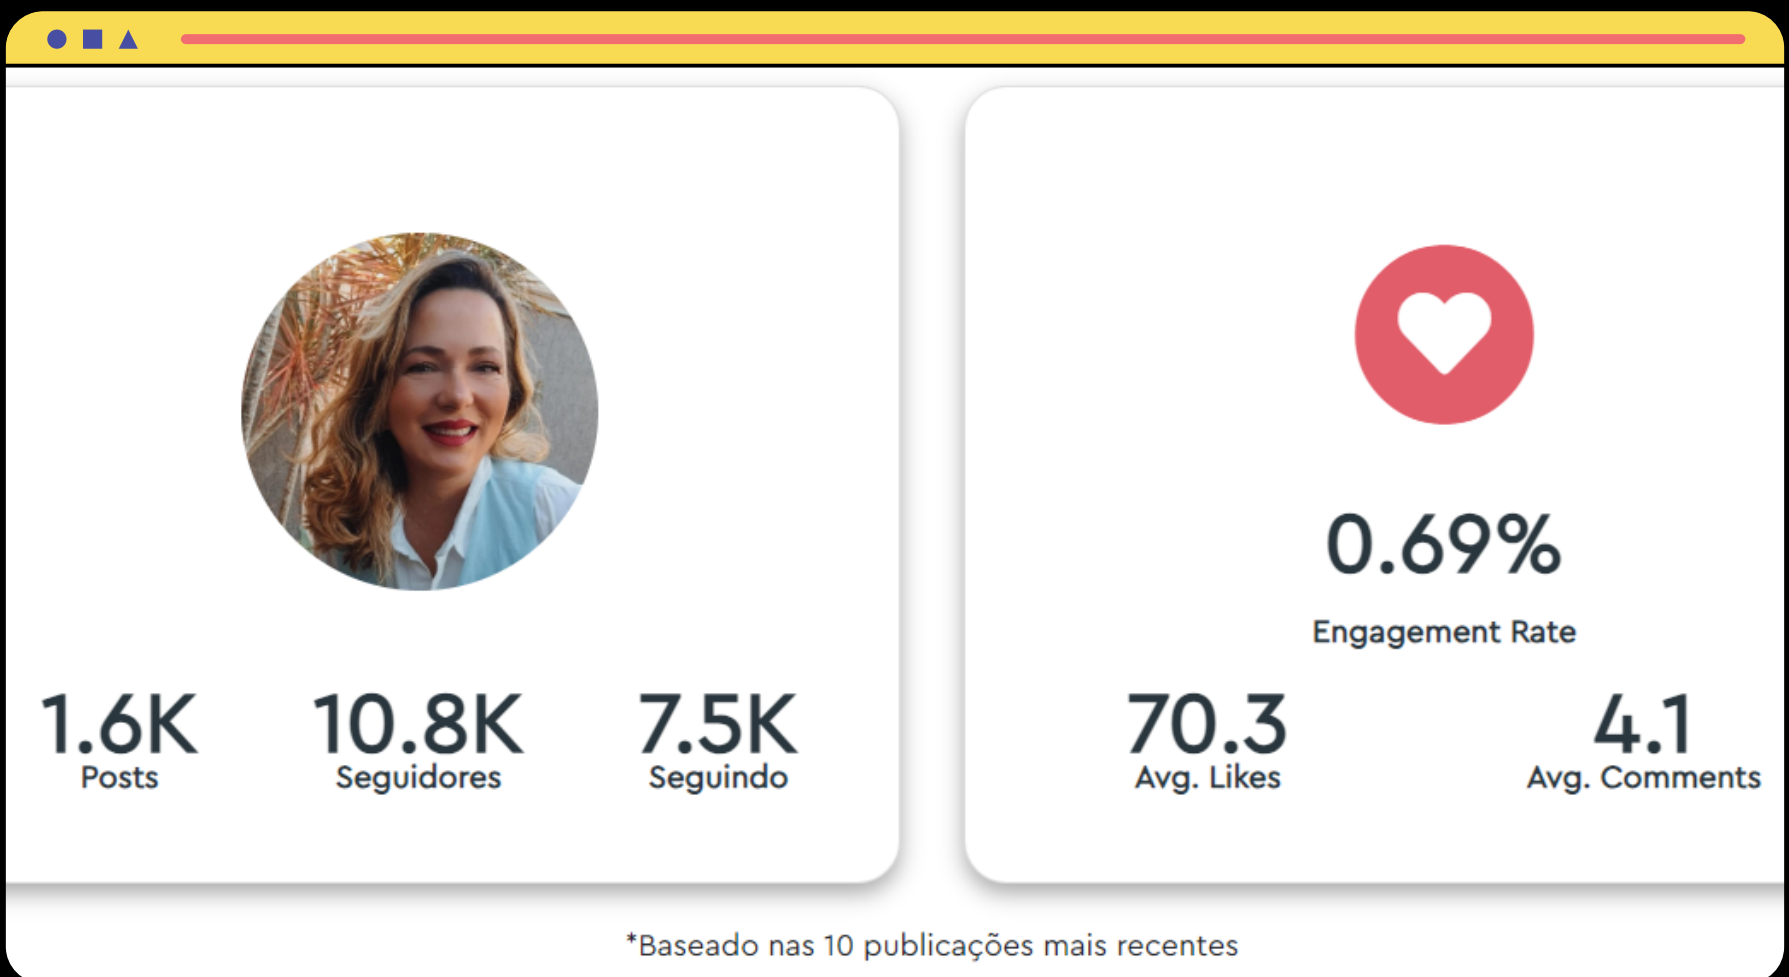 1.6K
Posts
10.8K
Seguidores
7.5K
Seguindo
0.69%
Engagement Rate
70.3
Avg. Likes
4.1
Avg. Comments
*Baseado nas 10 publicações mais recentes